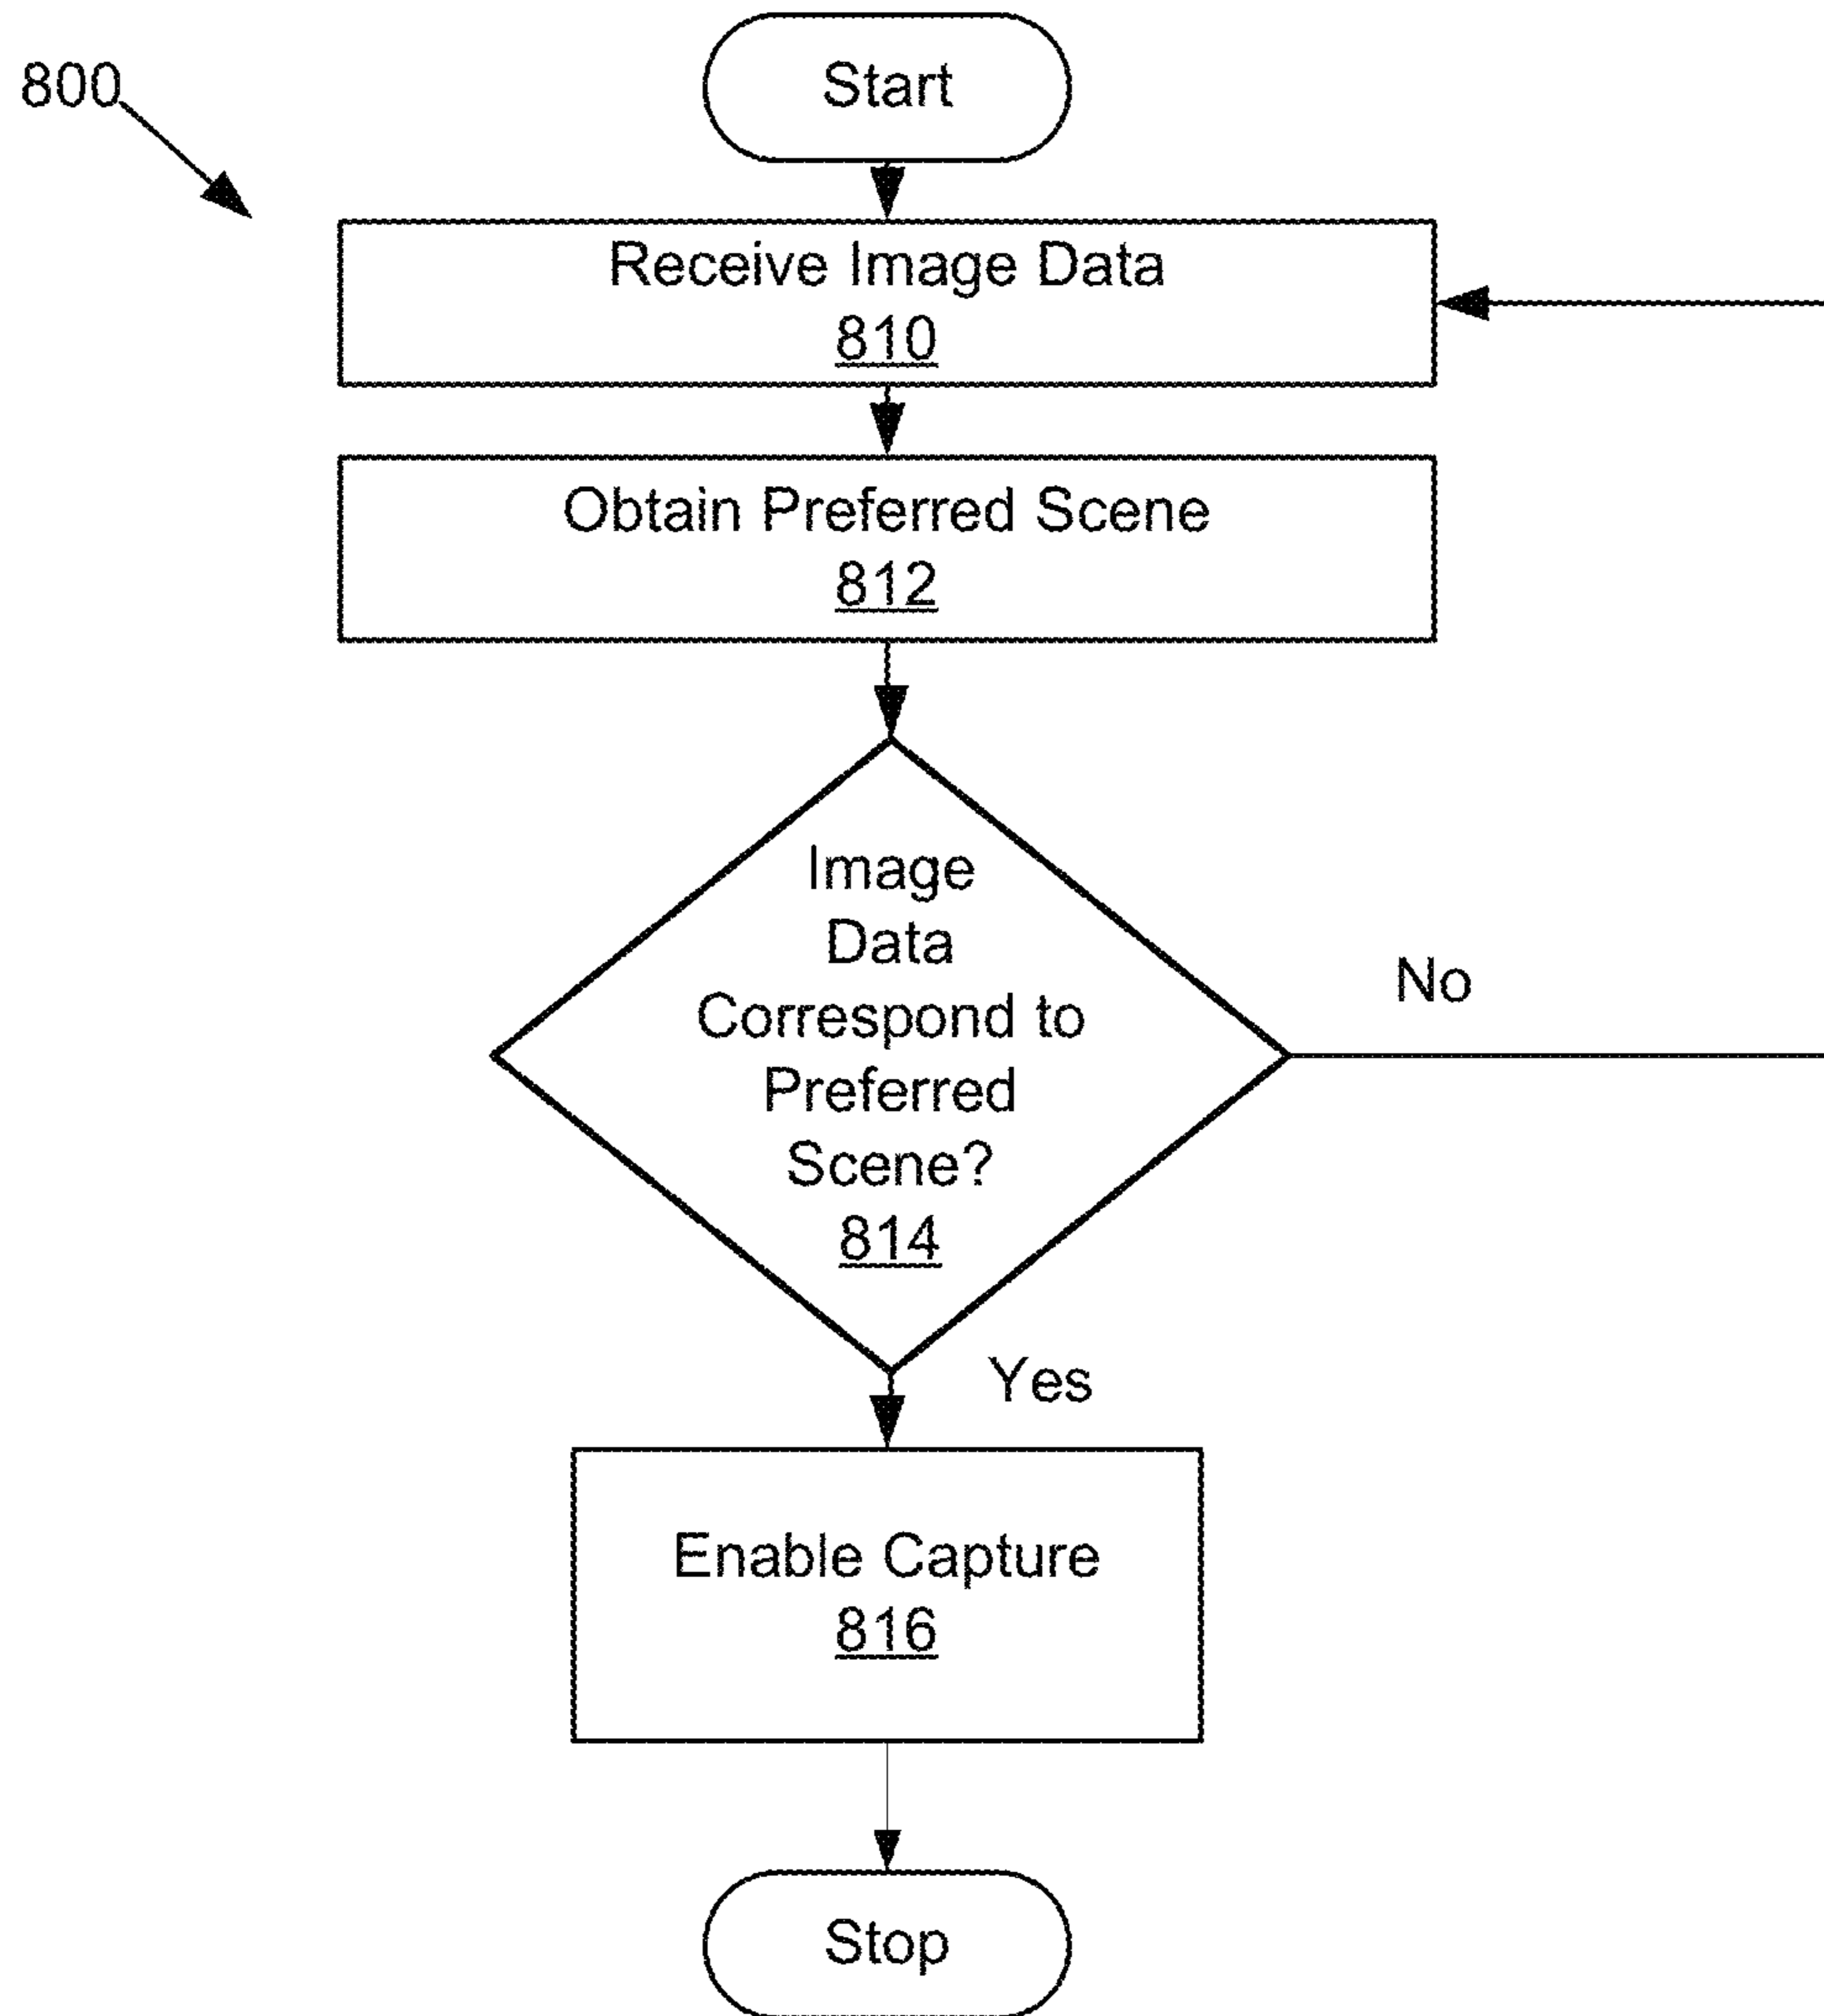 800
Start
Receive Image Data
810
Obtain Preferred Scene
812
Image
Data
Correspond to
Preferred
Scene?
814
No
Yes
Enable Capture
816
Stop